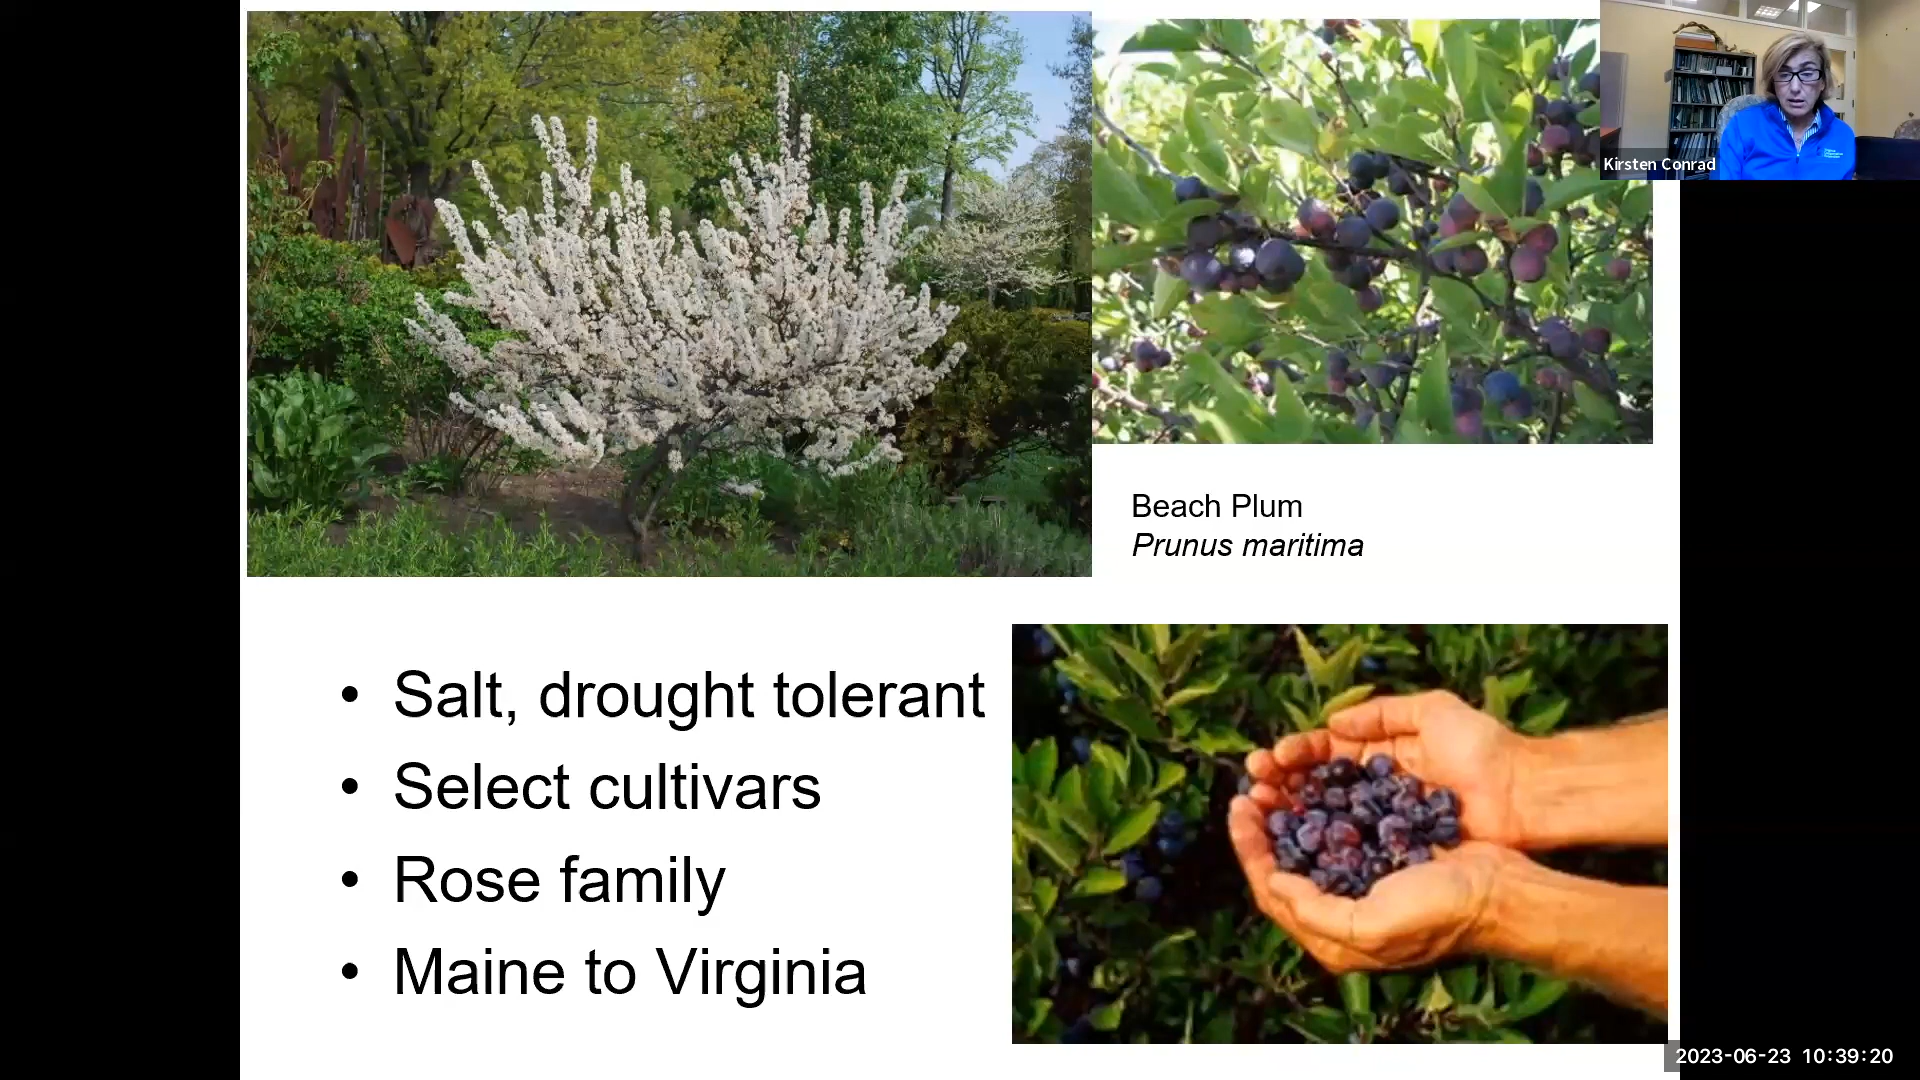 Kirsten Conrad
Beach Plum
Prunus maritima
• Salt, drought tolerant
• Select cultivars
• Rose family
• Maine to Virginia
2023-06-23 10:39:20